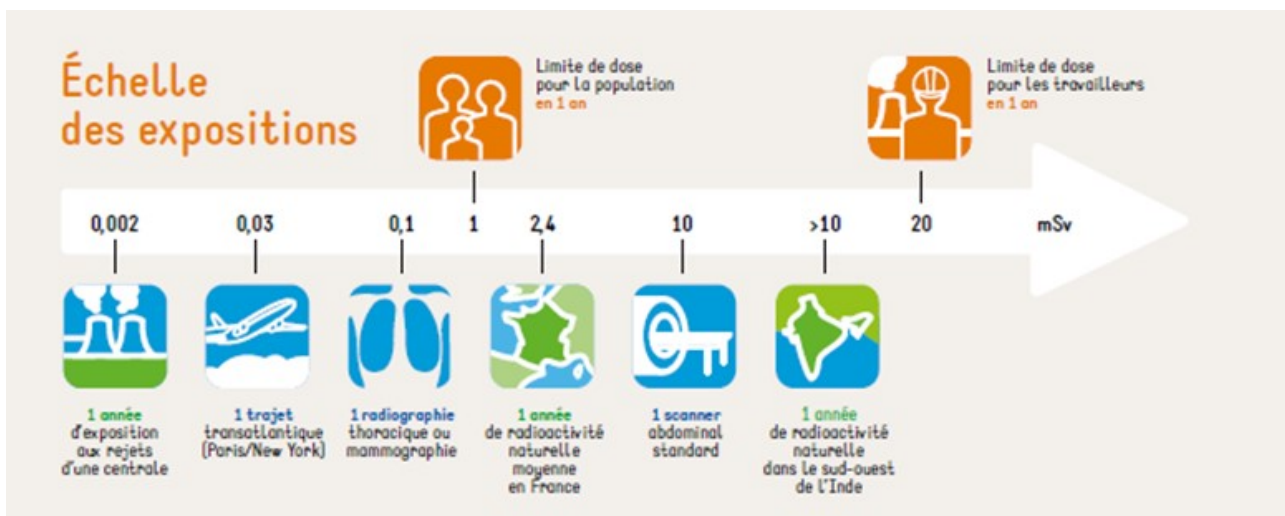 Échelle
des expositions
Limite de dose
pour la population
en 1 an
Limite de dose
pour les travailleurs
en 1 an
0,002
0,03
0,1
1
2,4
10
>10
20
mSv
1 année
d'exposition
aux rejets
d'une centrale
1 trajet
transatlantique
(Paris/New York)
1 radiographie
thoracique ou
mammographie
1 année
de radioactivité
naturelle
moyenne
en France
1 scanner
abdominal
standard
1 année
de radioactivité
naturelle
dans le sud-ouest
de l'Inde